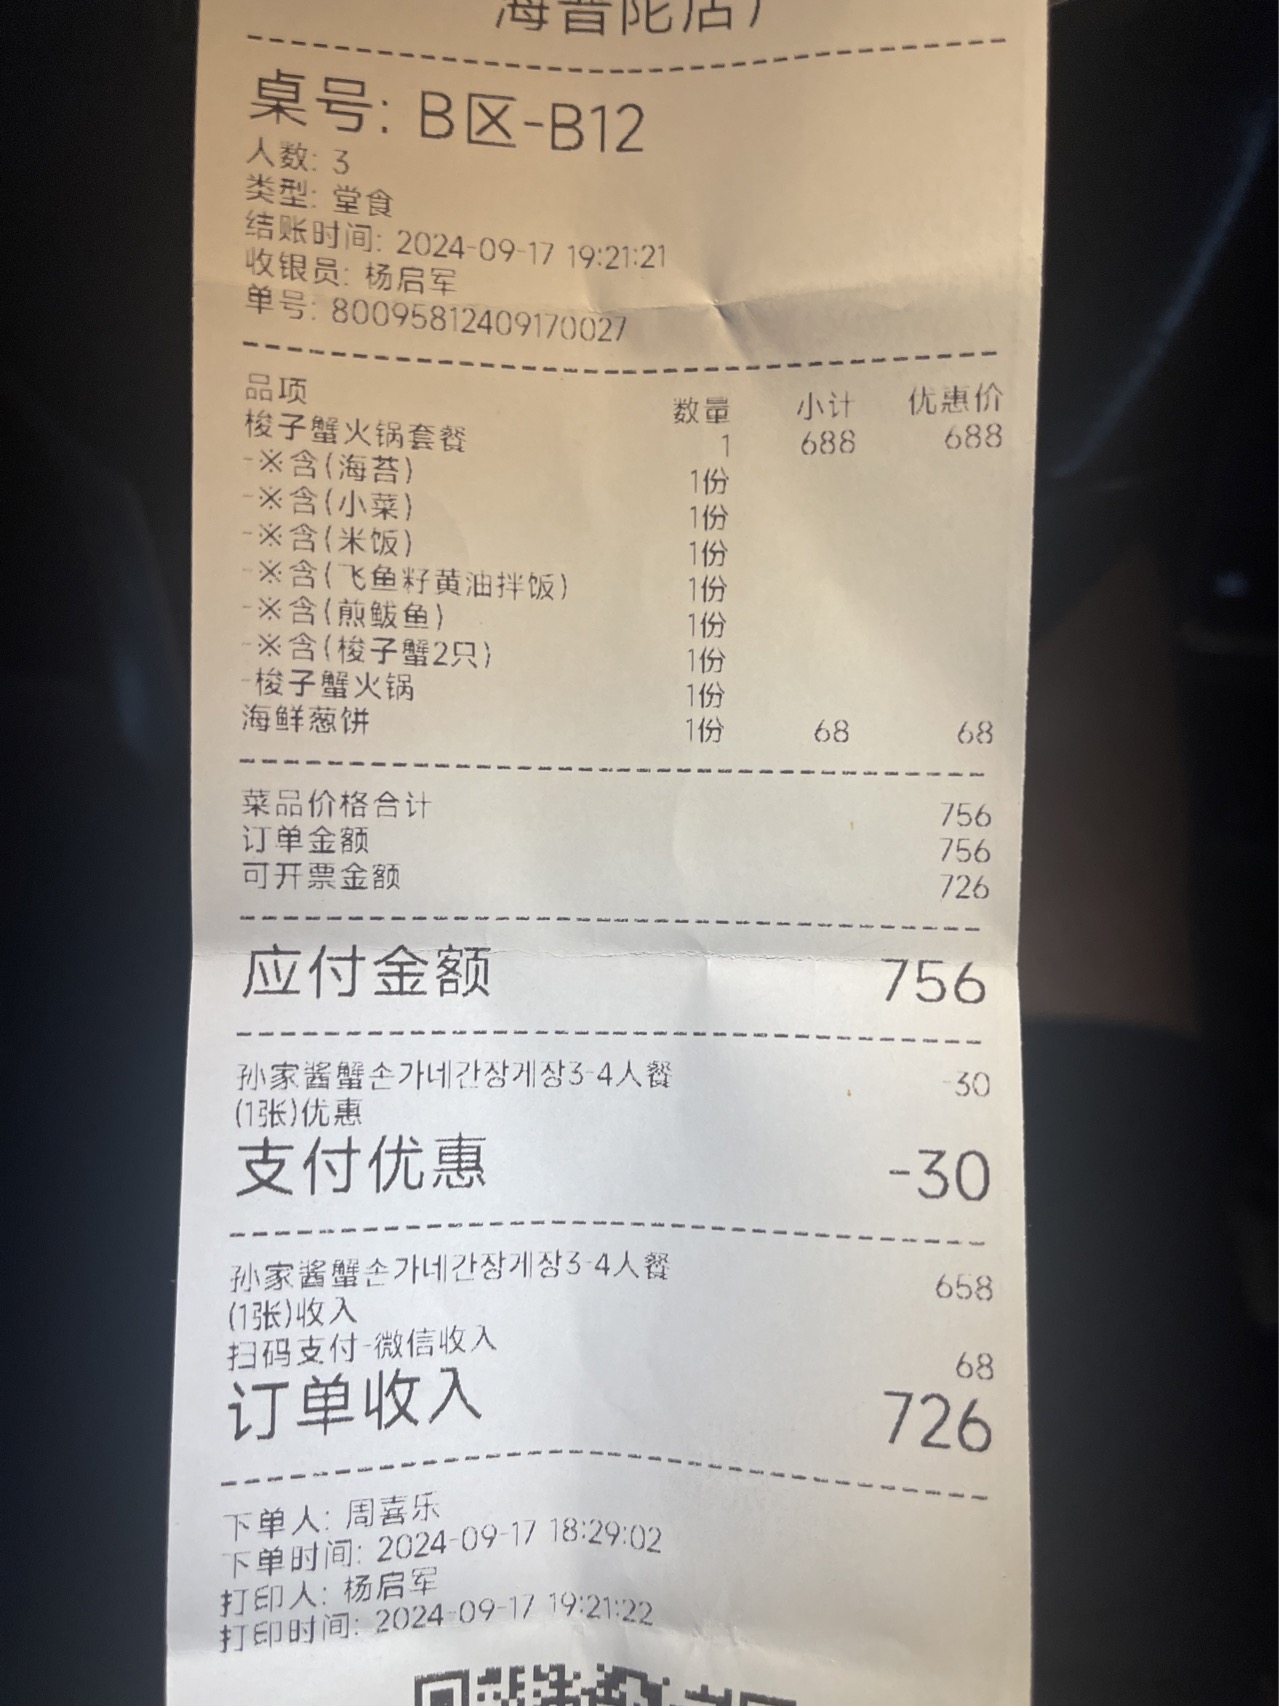 海普陀店)
桌号: B区-B12
人数: 3
类型: 堂食
结账时间: 2024-09-17 19:21:21
收银员: 杨启军
单号: 80095812409170027
品项 数量 小计 优惠价
梭子蟹火锅套餐 1 688 688
-※含(海苔) 1份
-※含(小菜) 1份
-※含(米饭) 1份
-※含(飞鱼籽黄油拌饭) 1份
-※含(煎鲅鱼) 1份
-※含(梭子蟹2只) 1份
-梭子蟹火锅 1份
海鲜葱饼 1份 68 68
菜品价格合计 756
订单金额 756
可开票金额 726
应付金额 756
孙家酱蟹손가네간장게장3-4人餐 -30
(1张)优惠
支付优惠 -30
孙家酱蟹손가네간장게장3-4人餐 658
(1张)收入
扫码支付-微信收入 68
订单收入 726
下单人: 周喜乐
下单时间: 2024-09-17 18:29:02
打印人: 杨启军
打印时间: 2024-09-17 19:21:22